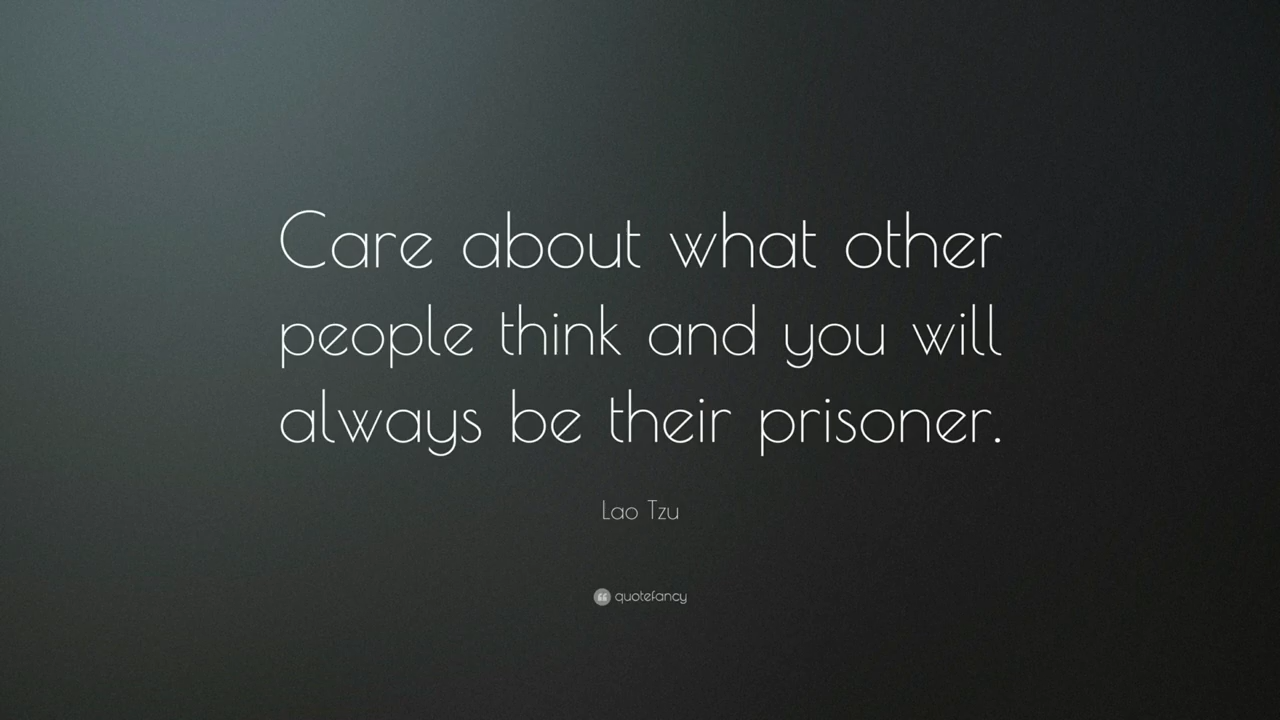 Care about what other
people think and you will
always be their prisoner.
Lao Tzu
quotefancy